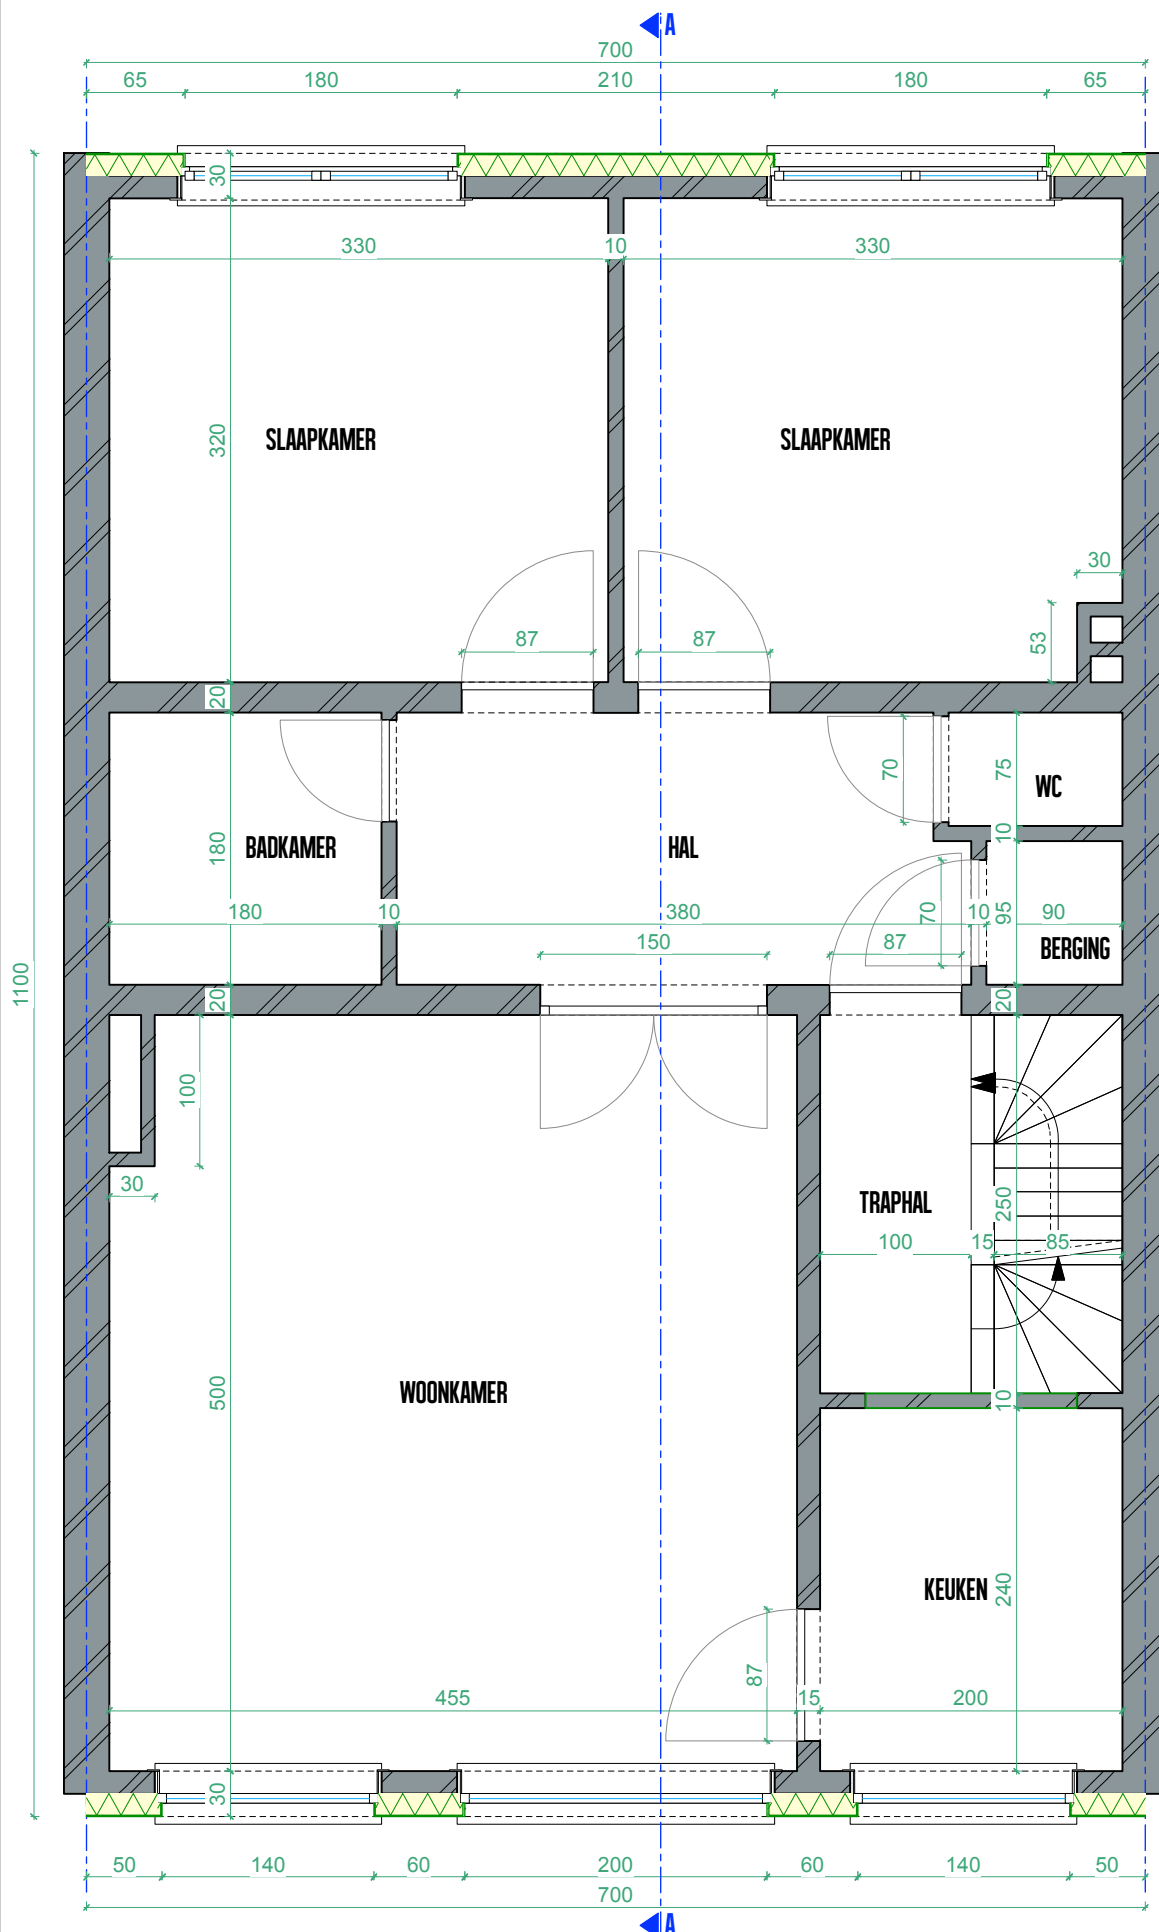 A
700
65 180 210 180 65
30
330 10 330
320
SLAAPKAMER SLAAPKAMER
30
53
87 87
20
70 75
WC
10
180
BADKAMER HAL
180 10 380 70 10 95 90
150 87
BERGING
1100
20 20
100
30
TRAPHAL
250
100 15 85
500
WOONKAMER
10
KEUKEN
240
87
455 15 200
30
50 140 60 200 60 140 50
700
A